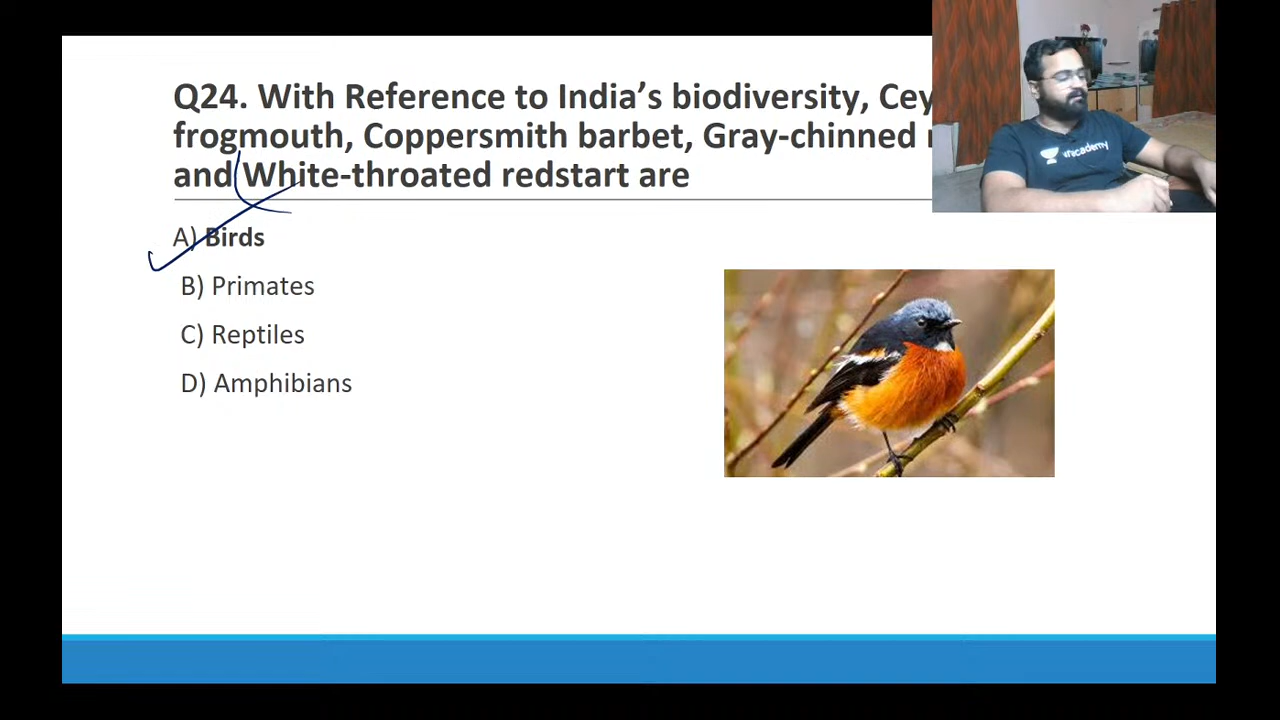 Q24. With Reference to India’s biodiversity, Cey
frogmouth, Coppersmith barbet, Gray-chinned
and White-throated redstart are
A) Birds
B) Primates
C) Reptiles
D) Amphibians
unacademy